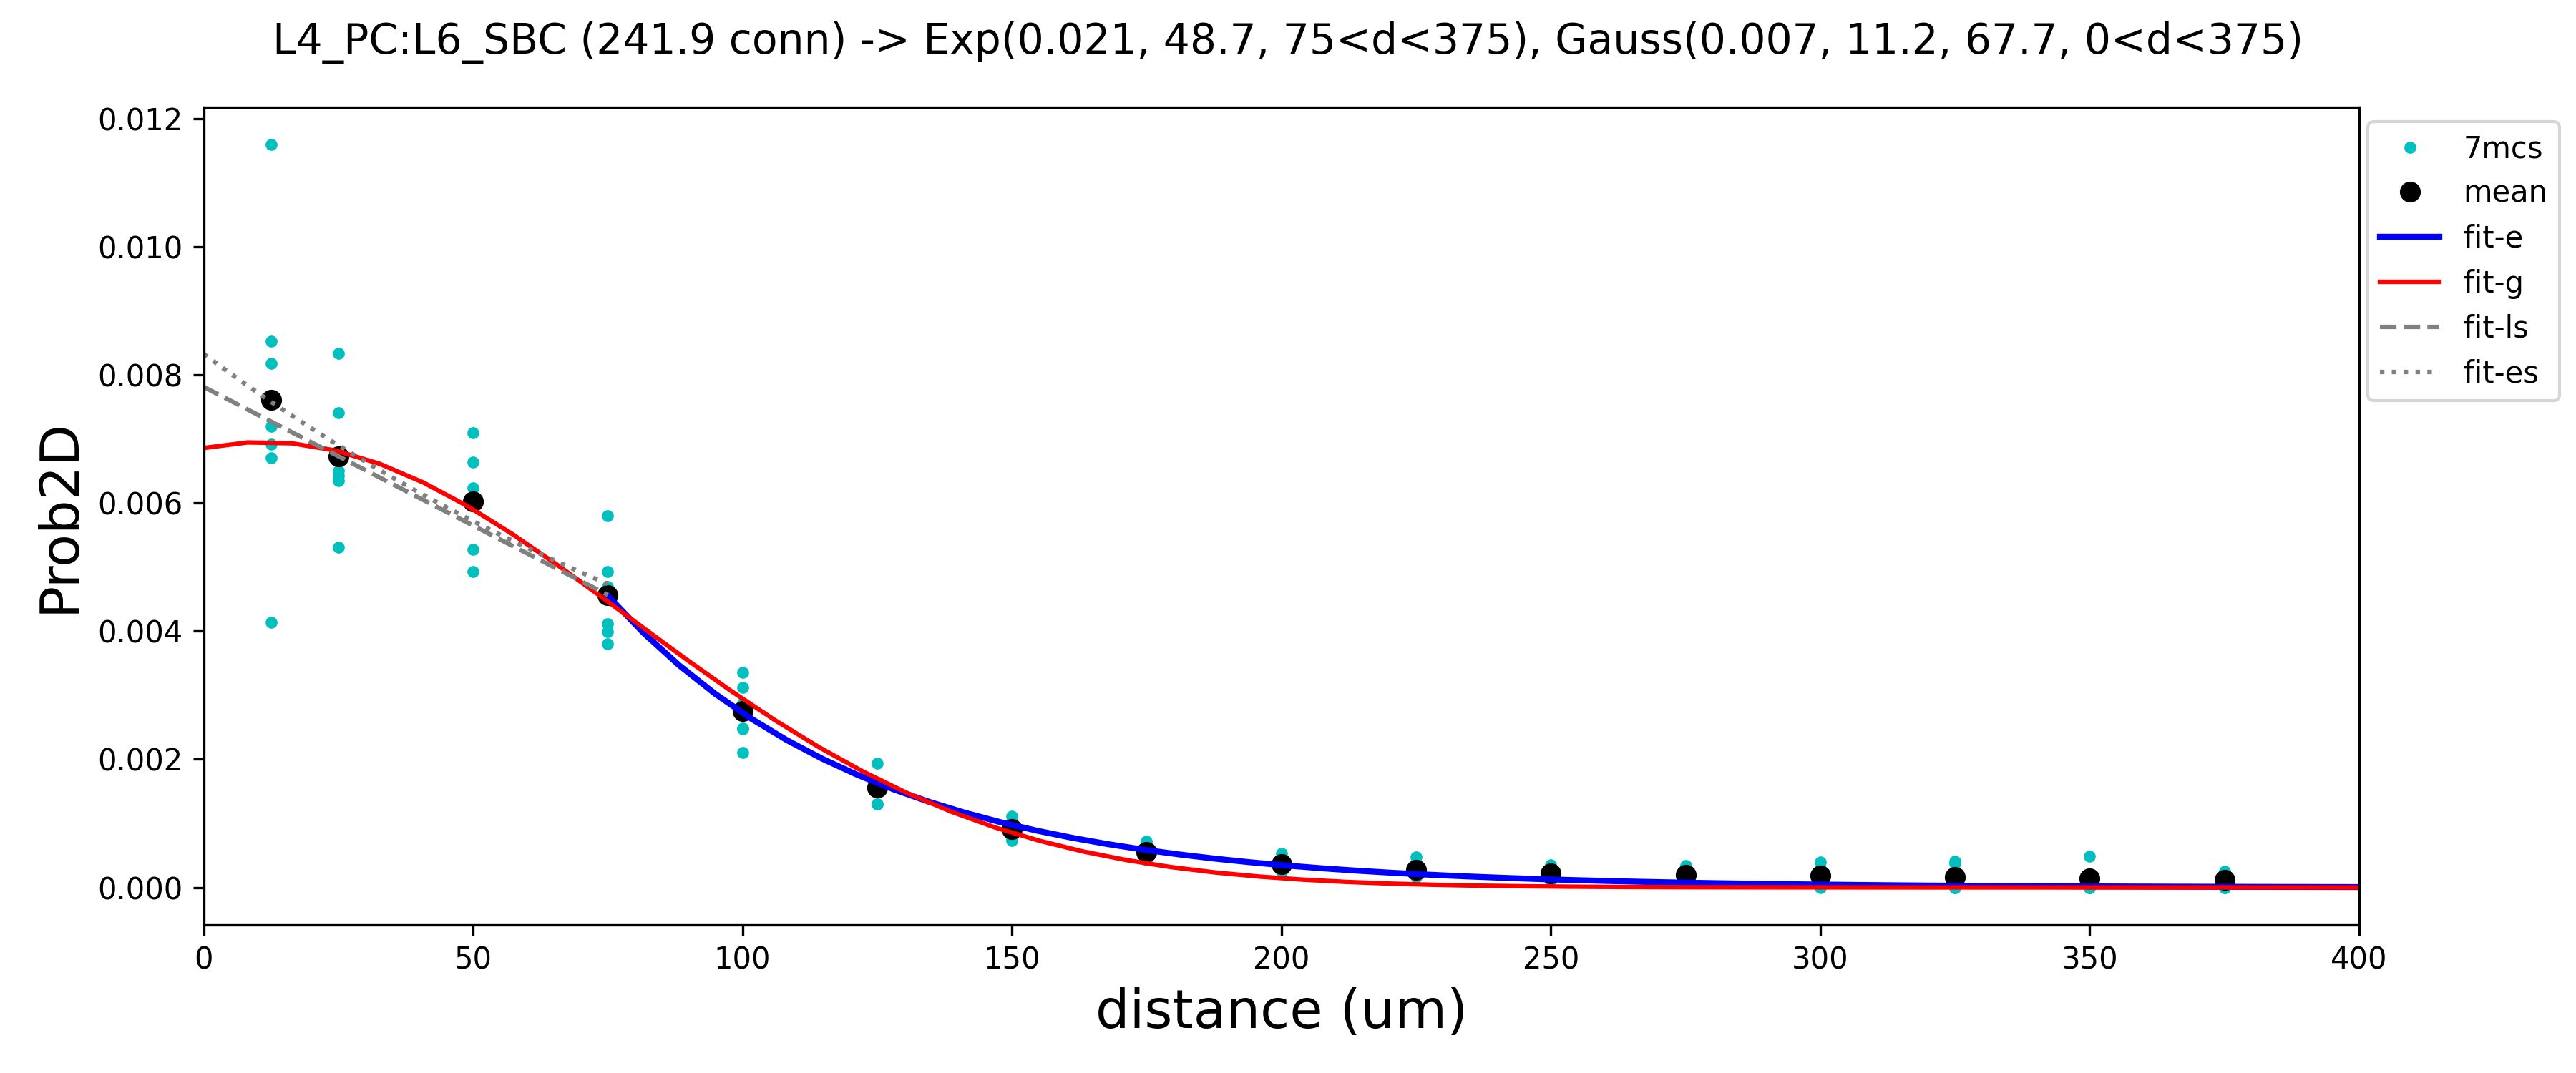 L4_PC:L6_SBC (241.9 conn) -> Exp(0.021, 48.7, 75<d<375), Gauss(0.007, 11.2, 67.7, 0<d<375)
0.012
0.010
0.008
0.006
0.004
0.002
0.000
Prob2D
0
50
100
150
200
250
300
350
400
distance (um)
7mcs
mean
fit-e
fit-g
fit-ls
fit-es